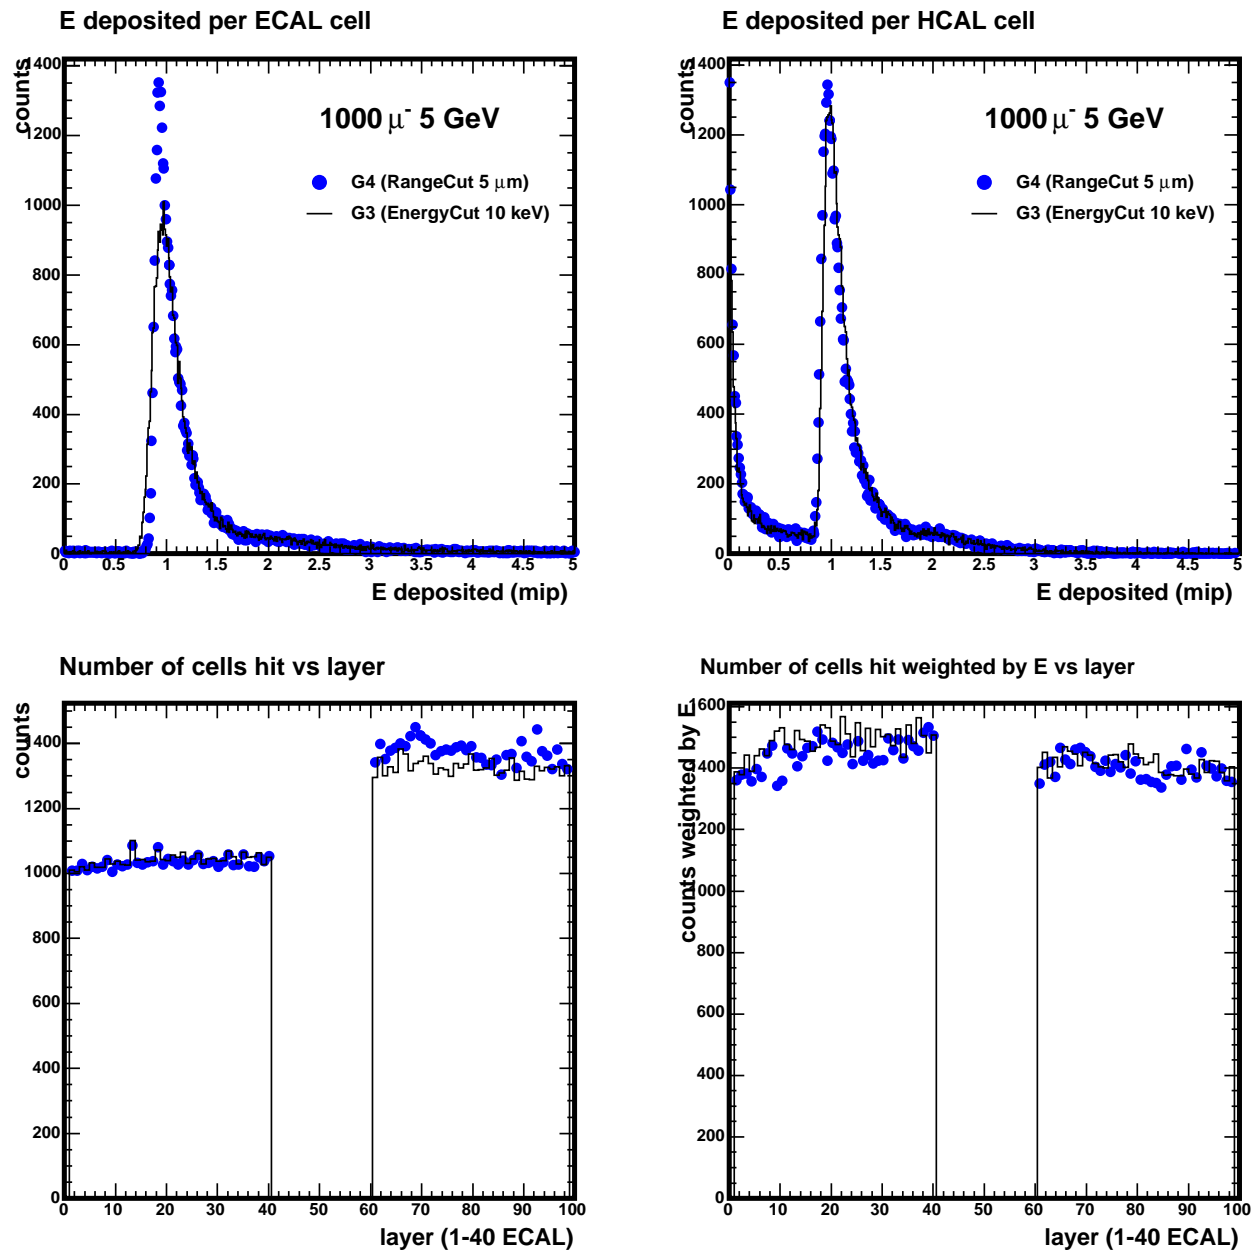 E deposited per ECAL cell
counts
1400
1200
1000
800
600
400
200
0
1000 μ⁻ 5 GeV
G4 (RangeCut 5 μm)
G3 (EnergyCut 10 keV)
0 0.5 1 1.5 2 2.5 3 3.5 4 4.5 5
E deposited (mip)
E deposited per HCAL cell
counts
1400
1200
1000
800
600
400
200
0
1000 μ⁻ 5 GeV
G4 (RangeCut 5 μm)
G3 (EnergyCut 10 keV)
0 0.5 1 1.5 2 2.5 3 3.5 4 4.5 5
E deposited (mip)
Number of cells hit vs layer
counts
1400
1200
1000
800
600
400
200
0
0 10 20 30 40 50 60 70 80 90 100
layer (1-40 ECAL)
Number of cells hit weighted by E vs layer
counts weighted by E
1600
1400
1200
1000
800
600
400
200
0
0 10 20 30 40 50 60 70 80 90 100
layer (1-40 ECAL)